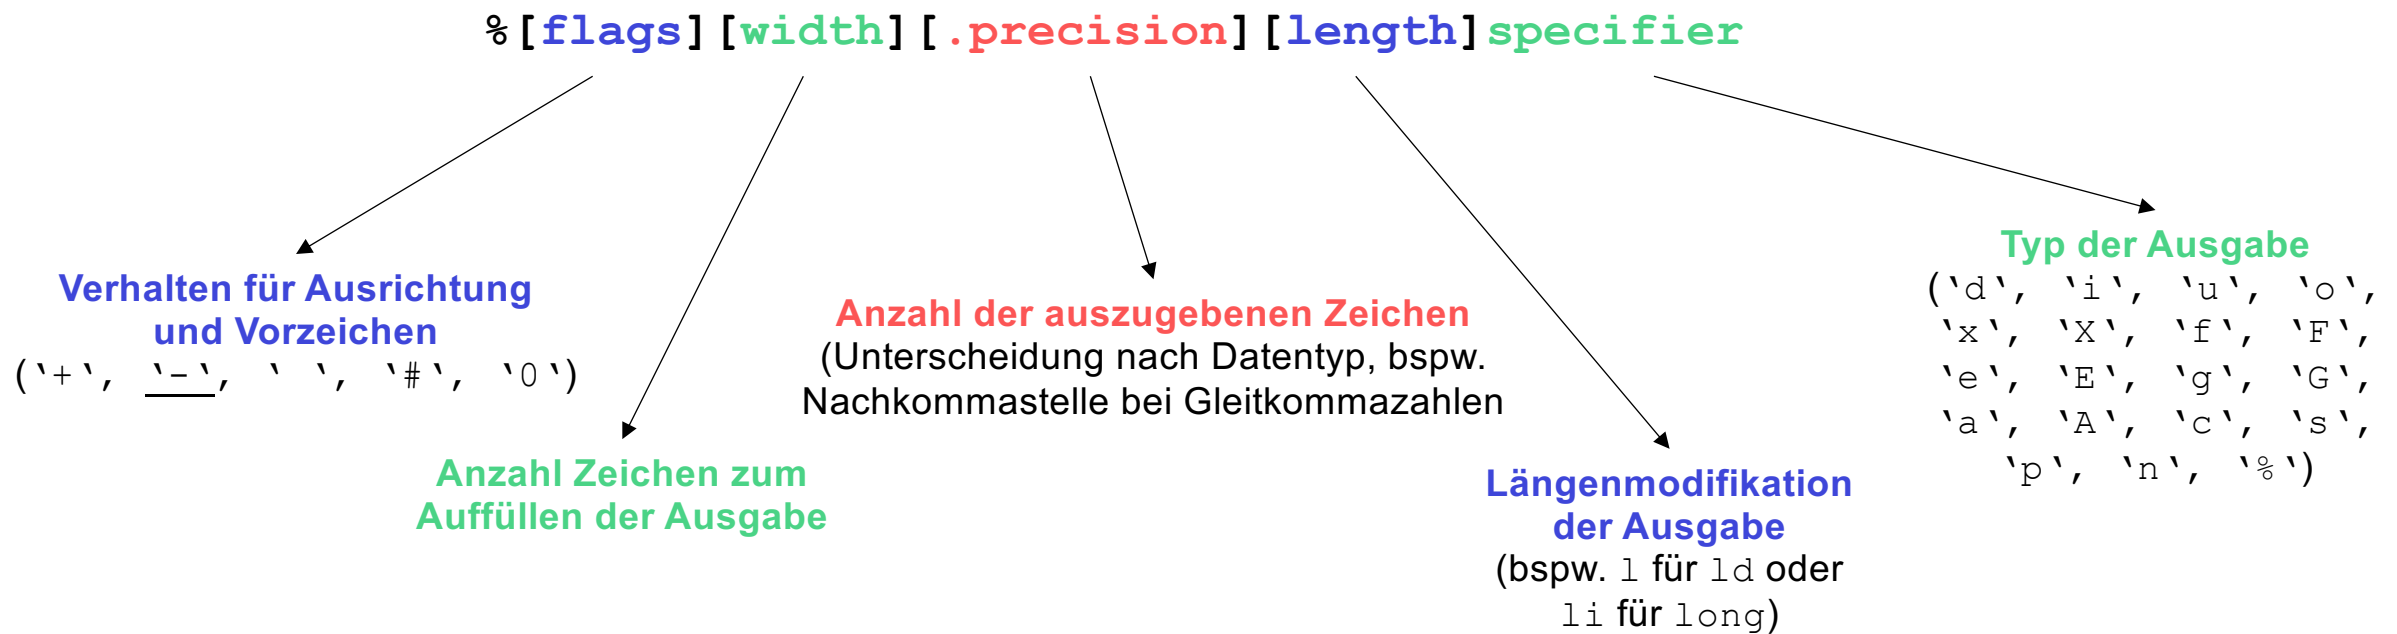 %[flags][width][.precision][length]specifier
Verhalten für Ausrichtung
und Vorzeichen
(‵+‵, ‵-‵, ‵ ‵, ‵#‵, ‵0‵)
Anzahl Zeichen zum
Auffüllen der Ausgabe
Anzahl der auszugebenen Zeichen
(Unterscheidung nach Datentyp, bspw.
Nachkommastelle bei Gleitkommazahlen
Längenmodifikation
der Ausgabe
(bspw. l für ld oder
li für long)
Typ der Ausgabe
(‵d‵, ‵i‵, ‵u‵, ‵o‵,
‵x‵, ‵X‵, ‵f‵, ‵F‵,
‵e‵, ‵E‵, ‵g‵, ‵G‵,
‵a‵, ‵A‵, ‵c‵, ‵s‵,
‵p‵, ‵n‵, ‵%‵)